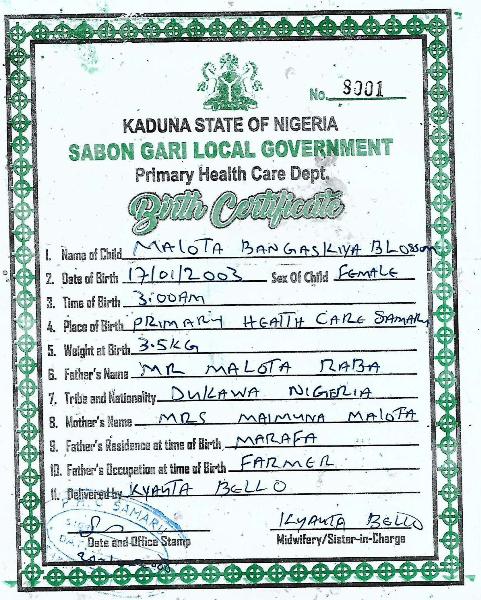 No. 8001
KADUNA STATE OF NIGERIA
SABON GARI LOCAL GOVERNMENT
Primary Health Care Dept.
Birth Certificate
1. Name of Child MALOTA BANGASKIYA BLOSSOM
2. Date of Birth 17/01/2003 Sex Of Child FEMALE
3. Time of Birth 3:00AM
4. Place of Birth PRIMARY HEALTH CARE SAMARU
5. Weight at Birth 3.5KG
6. Father's Name MR MALOTA RABA
7. Tribe and Nationality DUKAWA NIGERIA
8. Mother's Name MRS MAIMUNA MALOTA
9. Father's Residence at time of Birth MARAFA
10. Father's Occupation at time of Birth FARMER
11. Delivered by KYAUTA BELLO
SAMARU
KYAUTA BELLO
Date and Office Stamp Midwifery/Sister-in-Charge